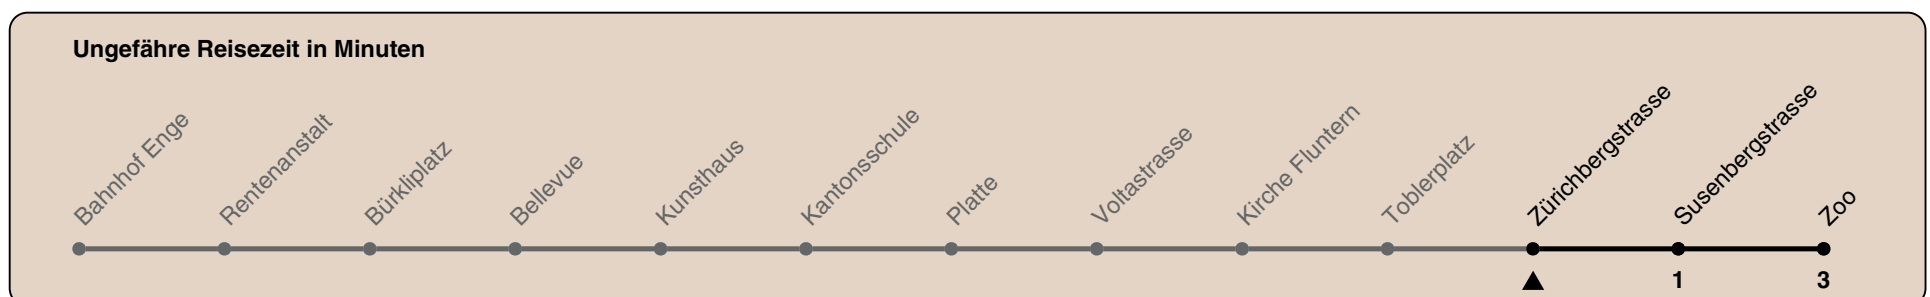 Ungefähre Reisezeit in Minuten
Bahnhof Enge
Rentenanstalt
Bürkliplatz
Bellevue
Kunsthaus
Kantonsschule
Platte
Voltastrasse
Kirche Fluntern
Toblerplatz
Zürichbergstrasse
Susenbergstrasse
Zoo
1
3